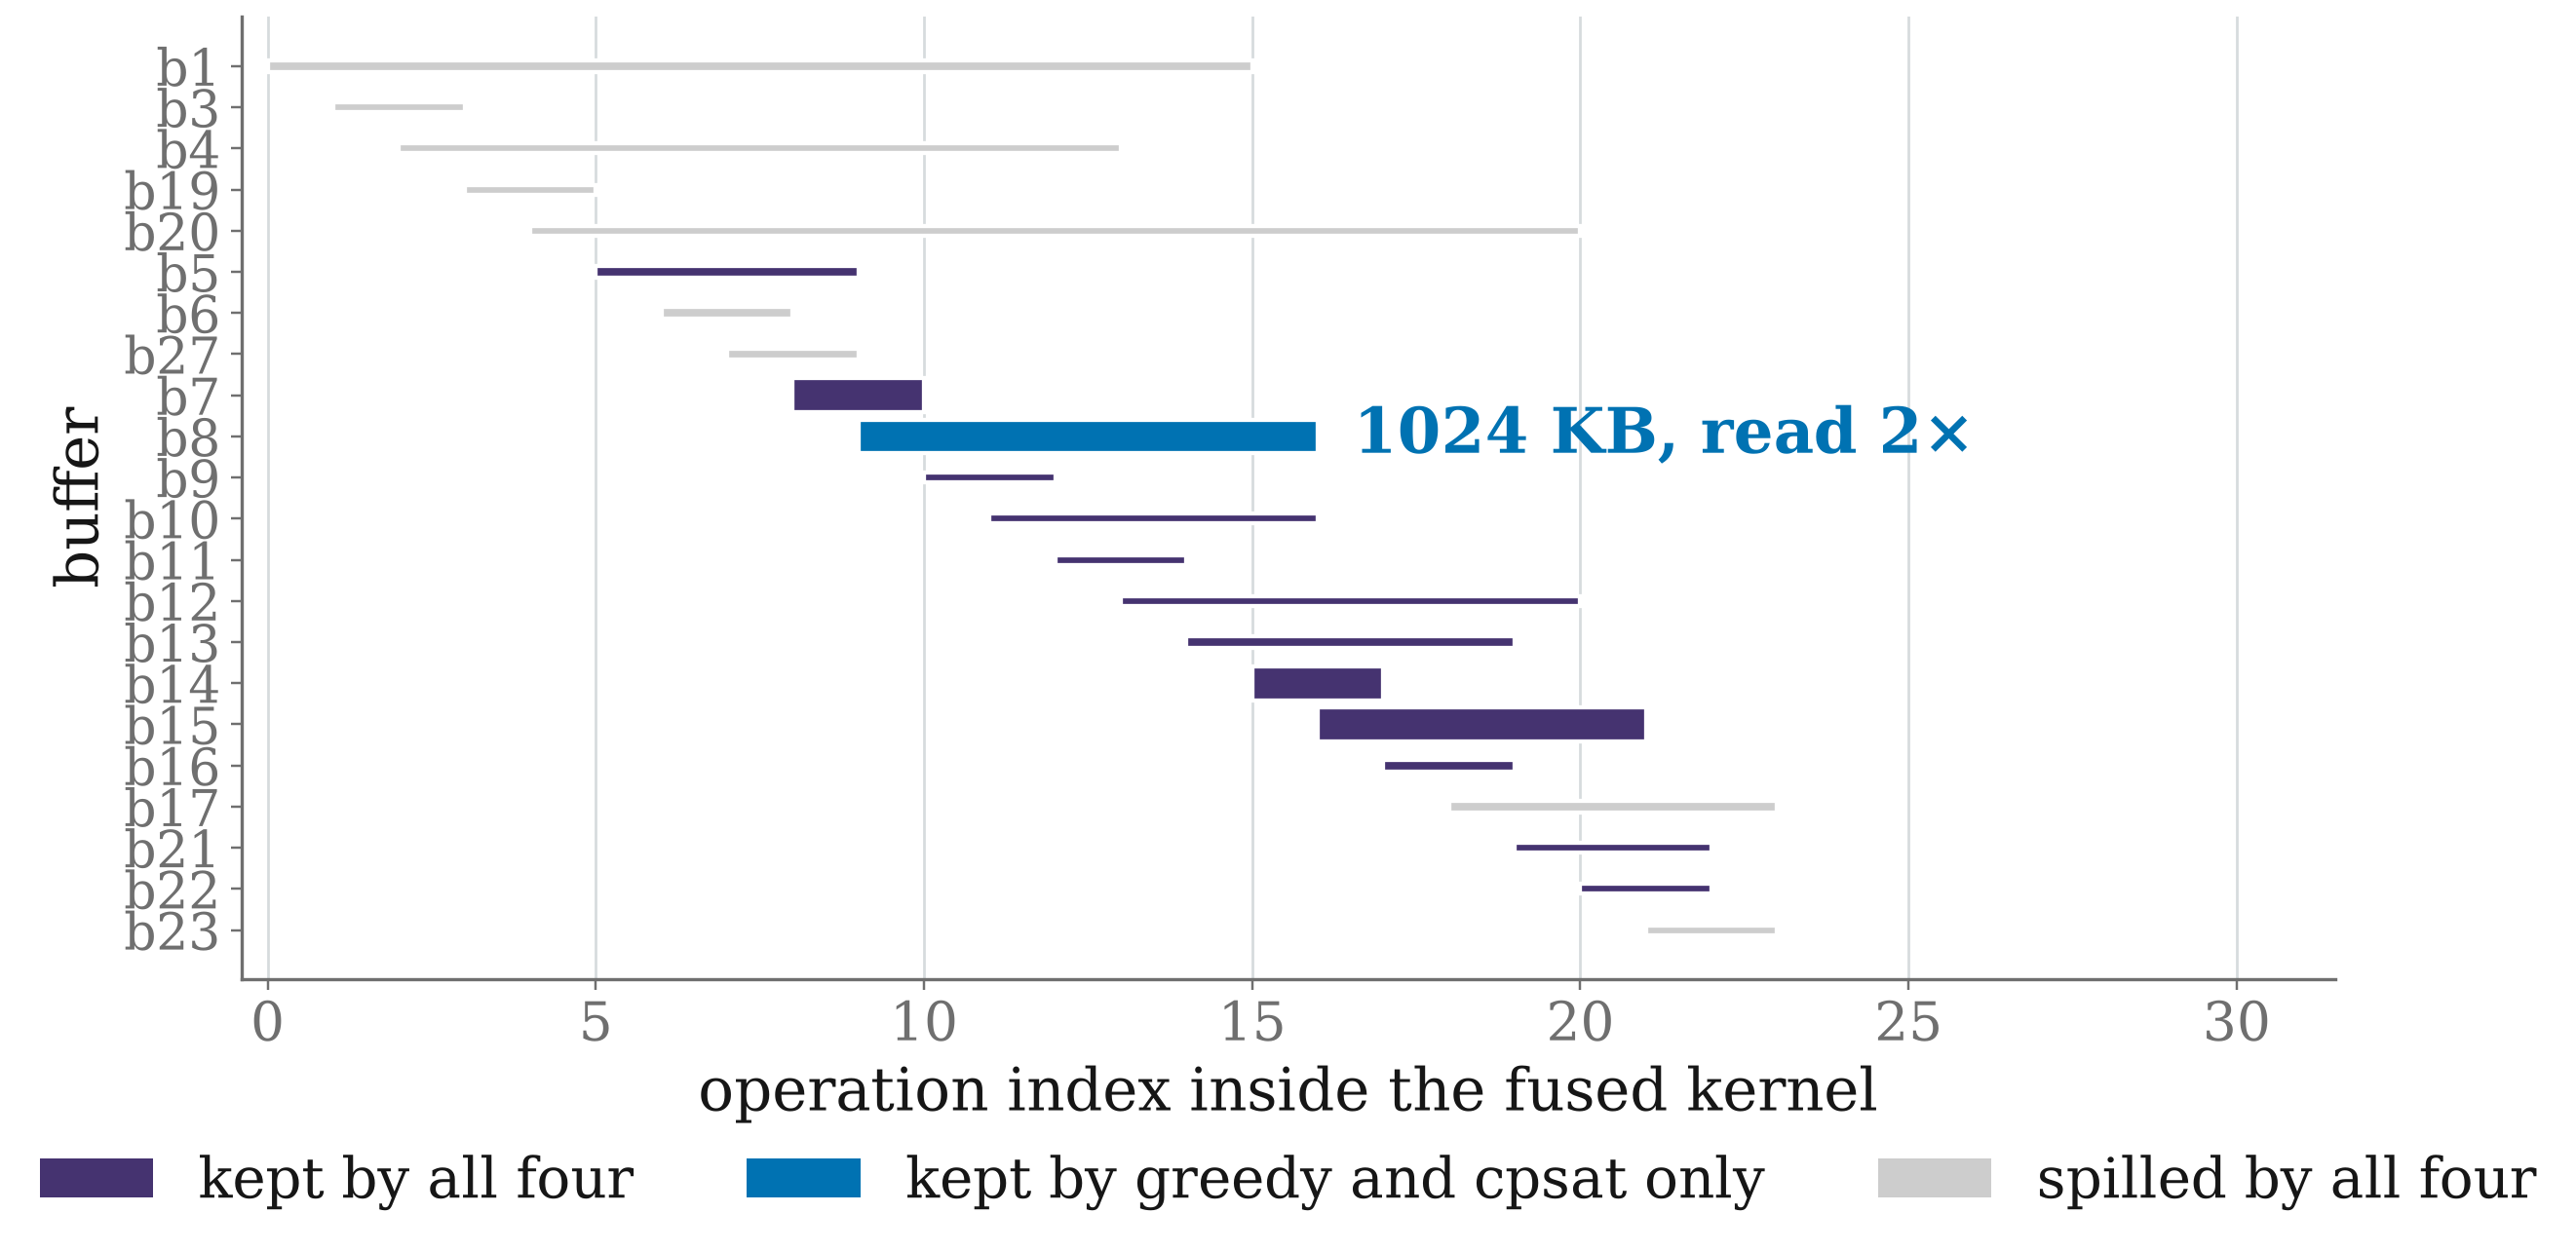 b1
b3
b4
b19
b20
b5
b6
b27
b7
b8
1024 KB, read 2×
b9
b10
b11
b12
b13
b14
b15
b16
b17
b21
b22
b23
buffer
0 5 10 15 20 25 30
operation index inside the fused kernel
kept by all four kept by greedy and cpsat only spilled by all four